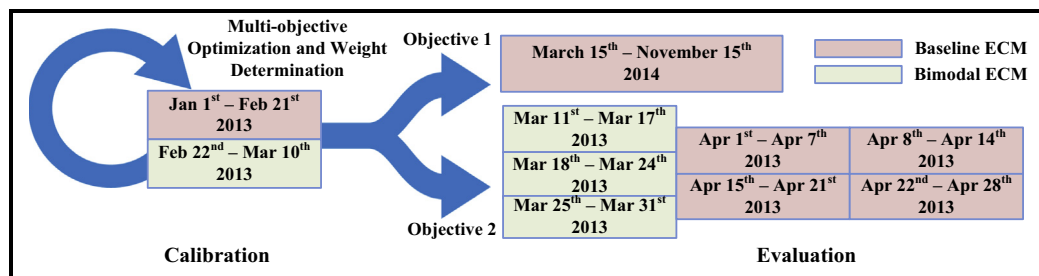 Multi-objective
Optimization and Weight
Determination
Jan 1st – Feb 21st
2013
Feb 22nd – Mar 10th
2013
Calibration
Objective 1
Objective 2
March 15th – November 15th
2014
Mar 11st – Mar 17th
2013
Mar 18th – Mar 24th
2013
Mar 25th – Mar 31st
2013
Apr 1st – Apr 7th
2013
Apr 8th – Apr 14th
2013
Apr 15th – Apr 21st
2013
Apr 22nd – Apr 28th
2013
Evaluation
Baseline ECM
Bimodal ECM